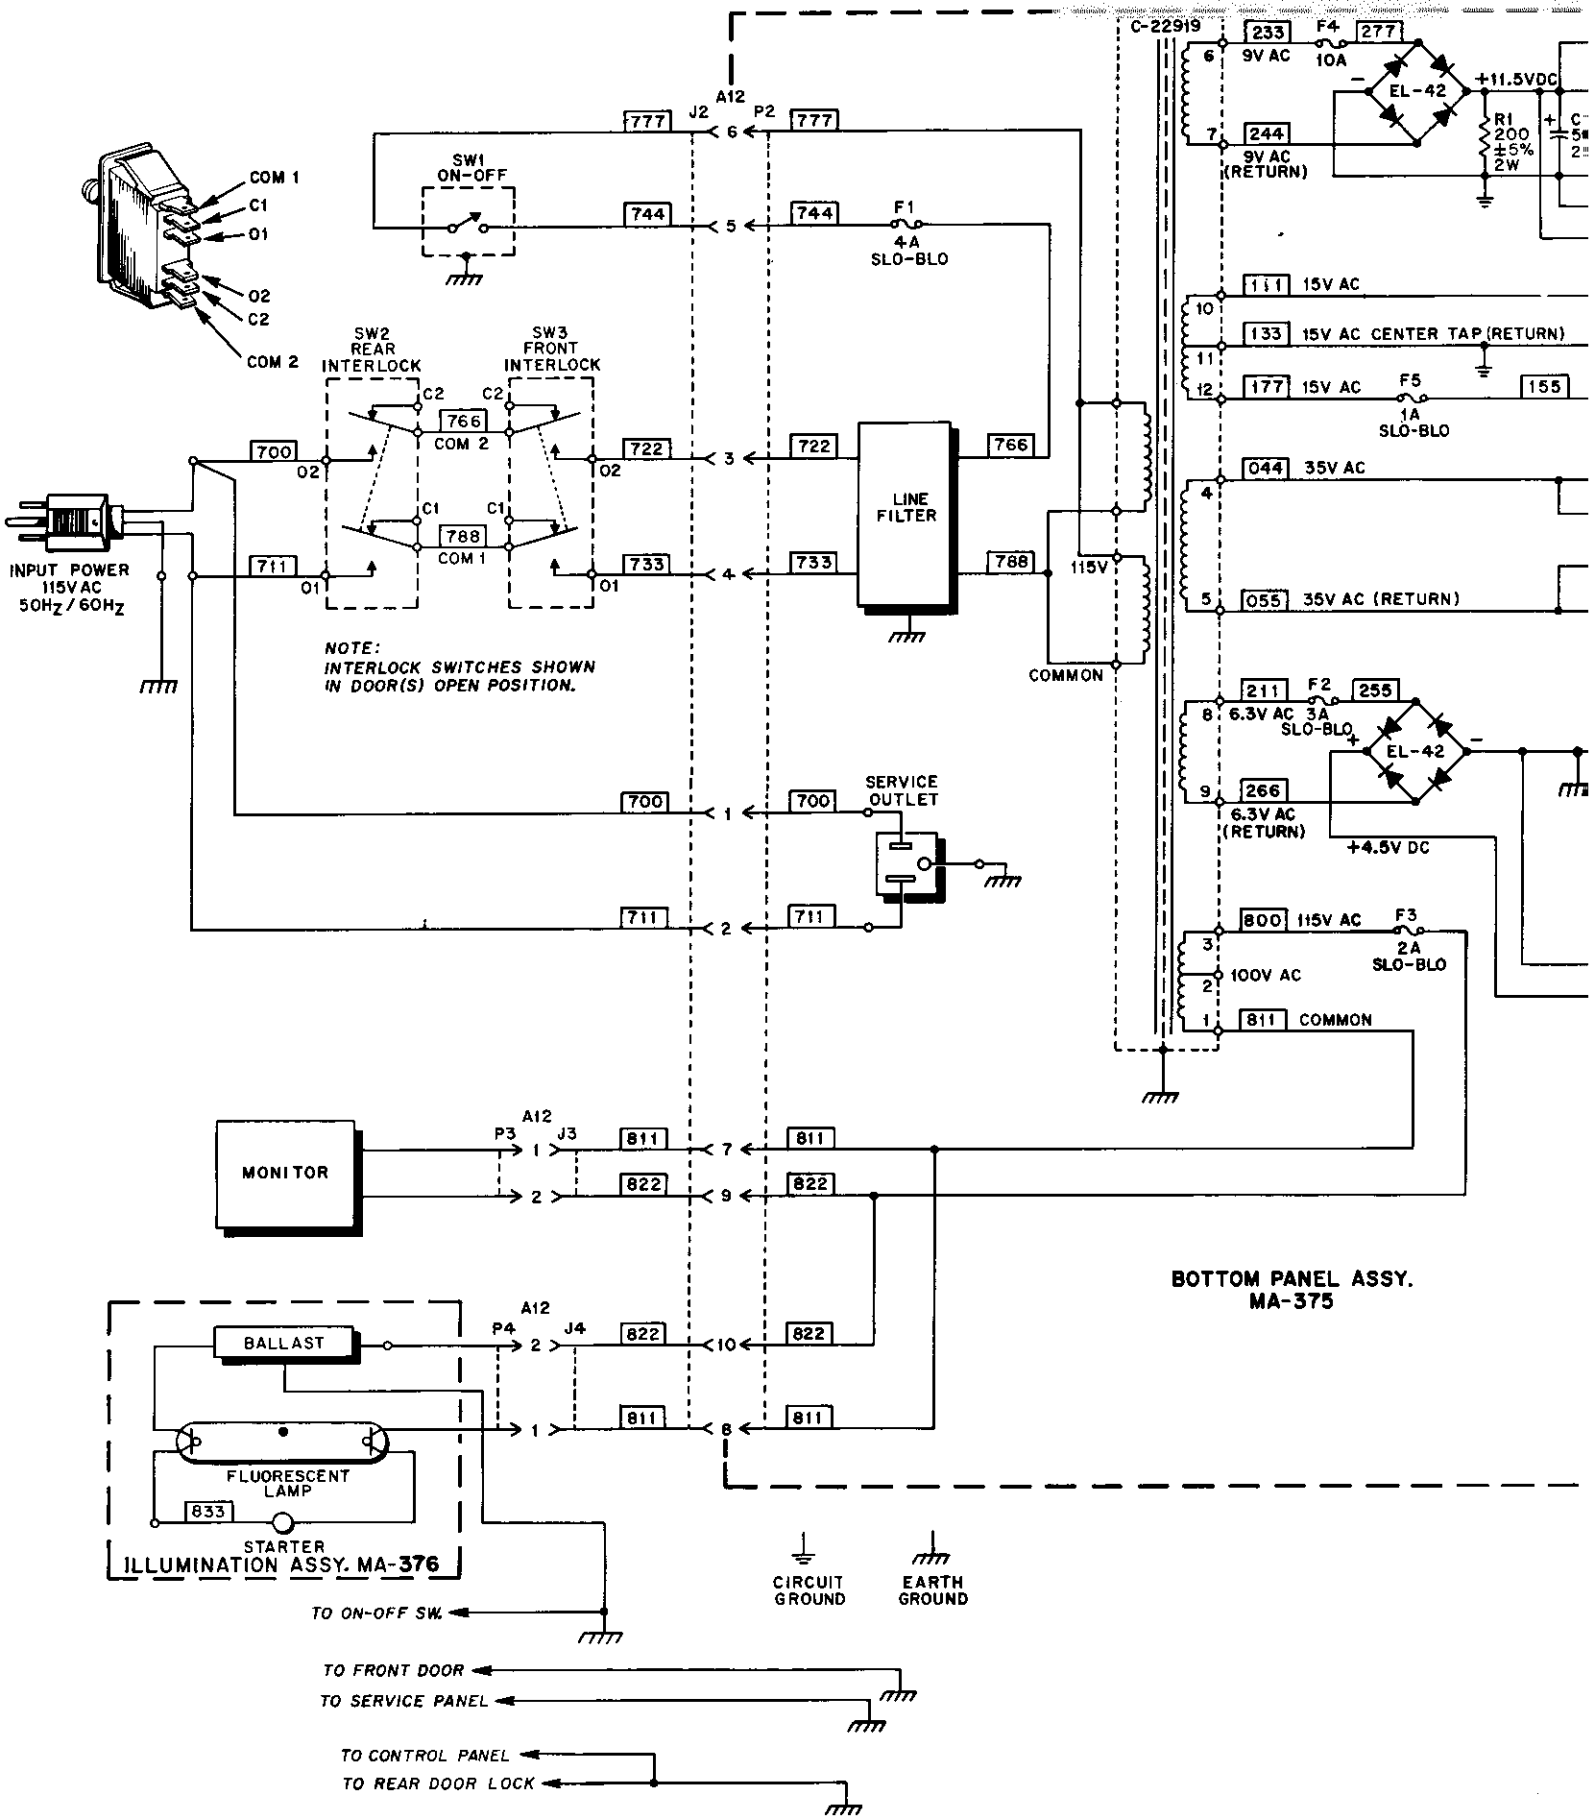 C-22919
233
F4
277
9V AC
10A
6
EL-42
-
+11.5VDC
R1
200
±5%
2W
+
7
244
9V AC
(RETURN)
A12
J2
6
P2
777
777
SW1
ON-OFF
744
5
744
F1
4A
SLO-BLO
COM 1
C1
O1
O2
C2
COM 2
10
111
15V AC
11
133
15V AC CENTER TAP (RETURN)
12
177
15V AC
F5
155
1A
SLO-BLO
SW2
REAR
INTERLOCK
SW3
FRONT
INTERLOCK
C2
C2
766
COM 2
700
O2
722
O2
3
722
766
C1
C1
788
COM 1
711
O1
733
O1
4
733
788
LINE
FILTER
115V
COMMON
INPUT POWER
115V AC
50Hz / 60Hz
NOTE:
INTERLOCK SWITCHES SHOWN
IN DOOR(S) OPEN POSITION.
4
044
35V AC
5
055
35V AC (RETURN)
8
211
F2
255
6.3V AC
3A
SLO-BLO
+
EL-42
-
9
266
6.3V AC
(RETURN)
+4.5V DC
SERVICE
OUTLET
700
1
700
711
2
711
3
800
115V AC
F3
2A
SLO-BLO
2
100V AC
1
811
COMMON
MONITOR
A12
P3
1
J3
811
7
811
2
822
9
822
BOTTOM PANEL ASSY.
MA-375
A12
P4
2
J4
822
10
822
1
811
8
811
BALLAST
FLUORESCENT
LAMP
833
STARTER
ILLUMINATION ASSY. MA-376
CIRCUIT
GROUND
EARTH
GROUND
TO ON-OFF SW.
TO FRONT DOOR
TO SERVICE PANEL
TO CONTROL PANEL
TO REAR DOOR LOCK